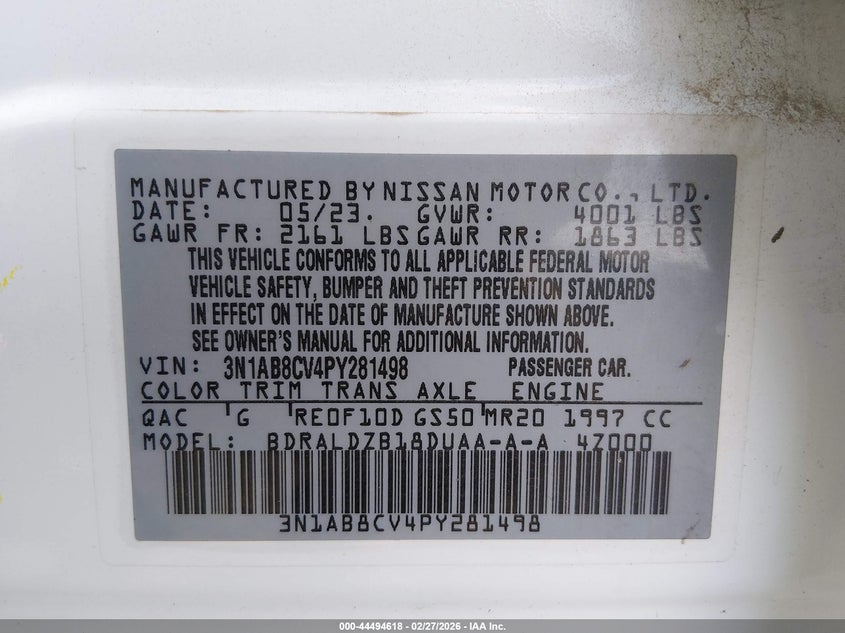 MANUFACTURED BY NISSAN MOTOR CO., LTD.
DATE: 05/23. GVWR: 4001 LBS
GAWR FR: 2161 LBS GAWR RR: 1863 LBS
THIS VEHICLE CONFORMS TO ALL APPLICABLE FEDERAL MOTOR
VEHICLE SAFETY, BUMPER AND THEFT PREVENTION STANDARDS
IN EFFECT ON THE DATE OF MANUFACTURE SHOWN ABOVE.
SEE OWNER'S MANUAL FOR ADDITIONAL INFORMATION.
VIN: 3N1AB8CV4PY281498 PASSENGER CAR.
COLOR TRIM TRANS AXLE ENGINE
QAC G RE0F10D GS50 MR20 1997 CC
MODEL: BDRALDZB18DUAA-A-A 4Z000
3N1AB8CV4PY281498
000-44494618 - 02/27/2026 - IAA Inc.